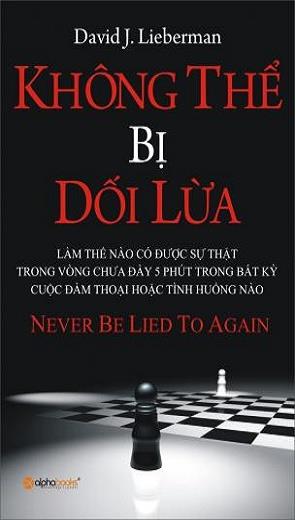 David J. Lieberman
KHÔNG THỂ
BỊ
DỐI LỪA
LÀM THẾ NÀO CÓ ĐƯỢC SỰ THẬT
TRONG VÒNG CHƯA ĐẦY 5 PHÚT TRONG BẤT KỲ
CUỘC ĐÀM THOẠI HOẶC TÌNH HUỐNG NÀO
NEVER BE LIED TO AGAIN
alphabooks